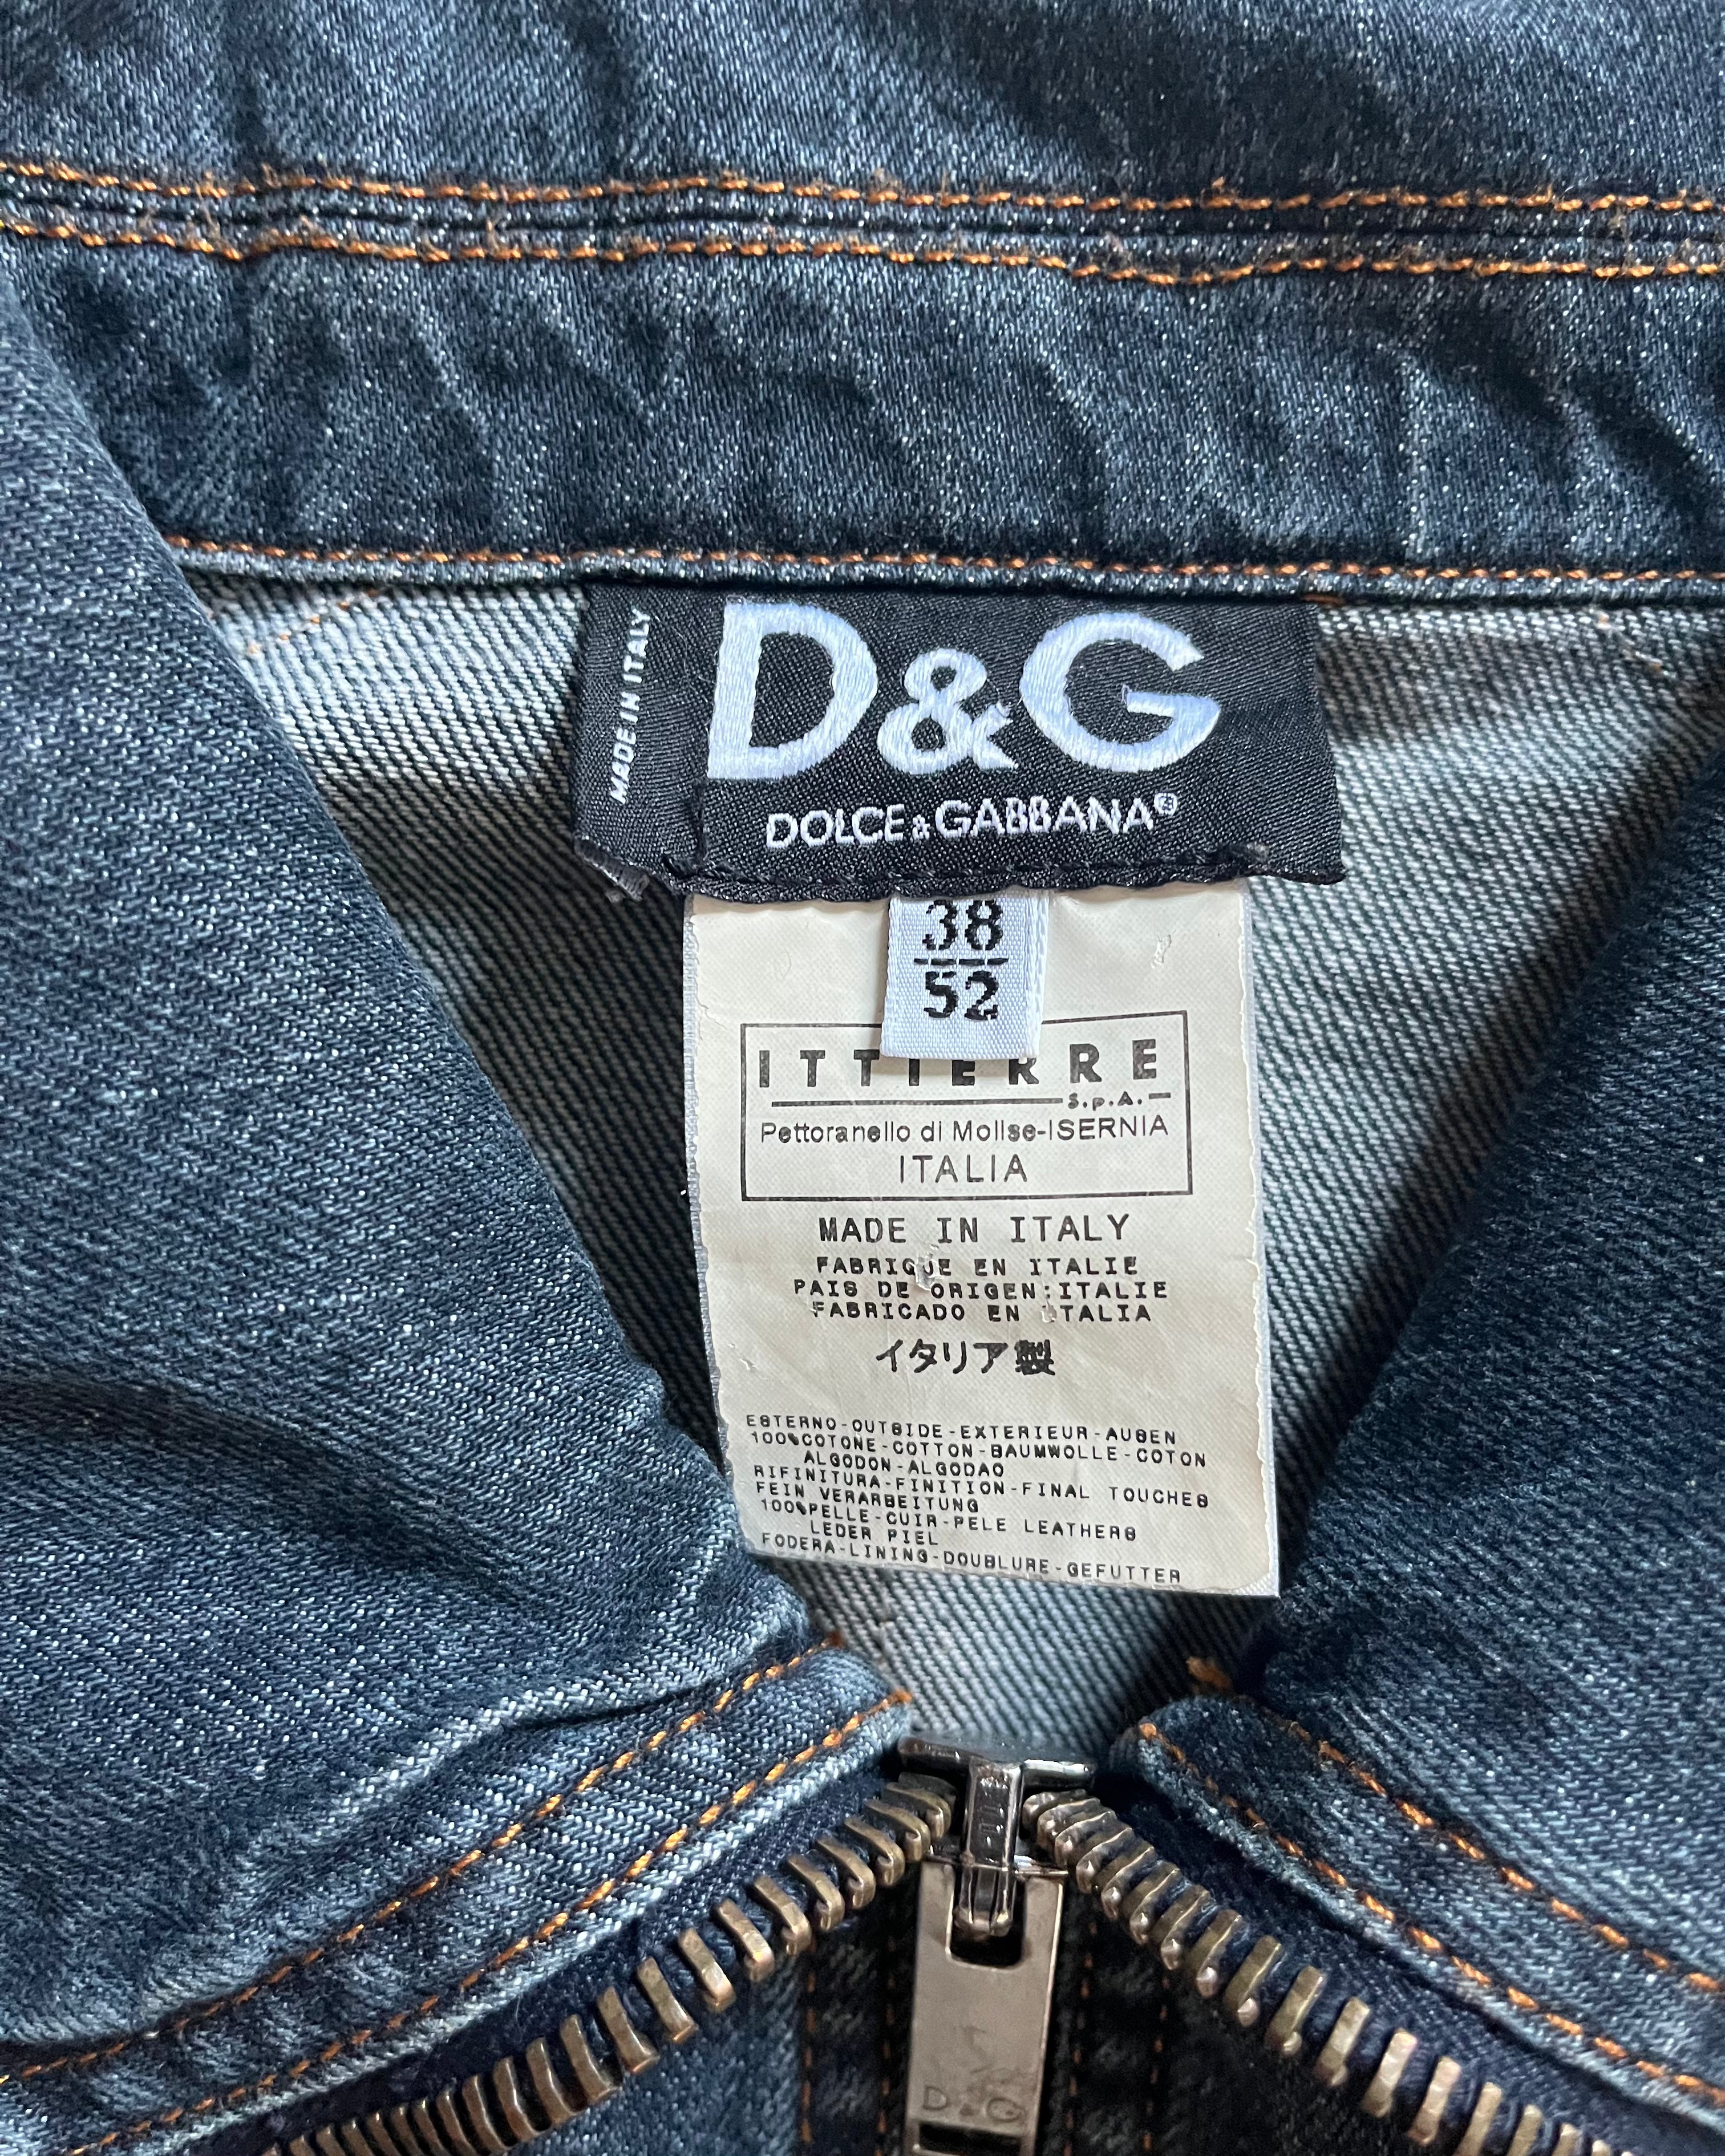 MADE IN ITALY
D&G
DOLCE & GABBANA®
38
52
ITTIERRE
S.p.A.
Pettoranello di Molise-ISERNIA
ITALIA
MADE IN ITALY
FABRIQUE EN ITALIE
PAIS DE ORIGEN:ITALIE
FABRICADO EN ITALIA
イタリア製
ESTERNO-OUTSIDE-EXTERIEUR-AUSEN
100%COTONE-COTTON-BAUMWOLLE-COTON
ALGODON-ALGODAO
RIFINITURA-FINITION-FINAL TOUCHES
FEIN VERARBEITUNG
100%PELLE-CUIR-PELE LEATHERS
LEDER PIEL
FODERA-LINING-DOUBLURE-GEFUTTER
D&G